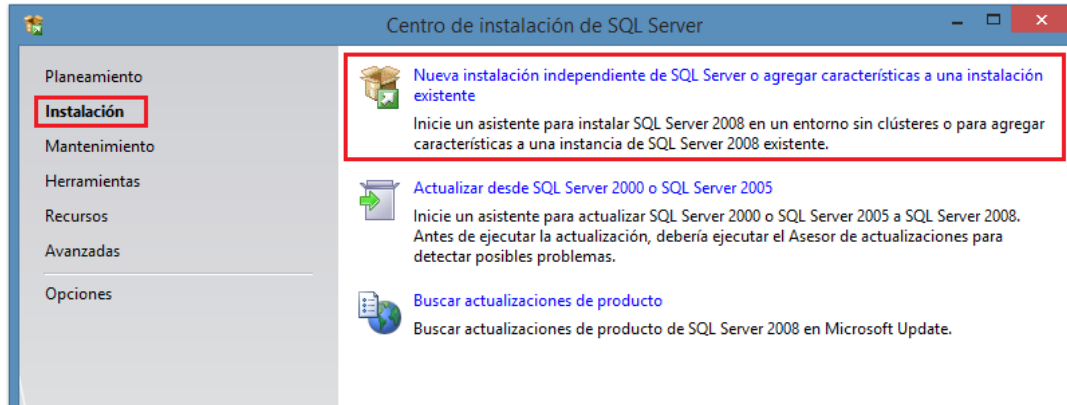 Centro de instalación de SQL Server
Planeamiento
Instalación
Mantenimiento
Herramientas
Recursos
Avanzadas
Opciones
Nueva instalación independiente de SQL Server o agregar características a una instalación
existente
Inicie un asistente para instalar SQL Server 2008 en un entorno sin clústeres o para agregar
características a una instancia de SQL Server 2008 existente.
Actualizar desde SQL Server 2000 o SQL Server 2005
Inicie un asistente para actualizar SQL Server 2000 o SQL Server 2005 a SQL Server 2008.
Antes de ejecutar la actualización, debería ejecutar el Asesor de actualizaciones para
detectar posibles problemas.
Buscar actualizaciones de producto
Buscar actualizaciones de producto de SQL Server 2008 en Microsoft Update.